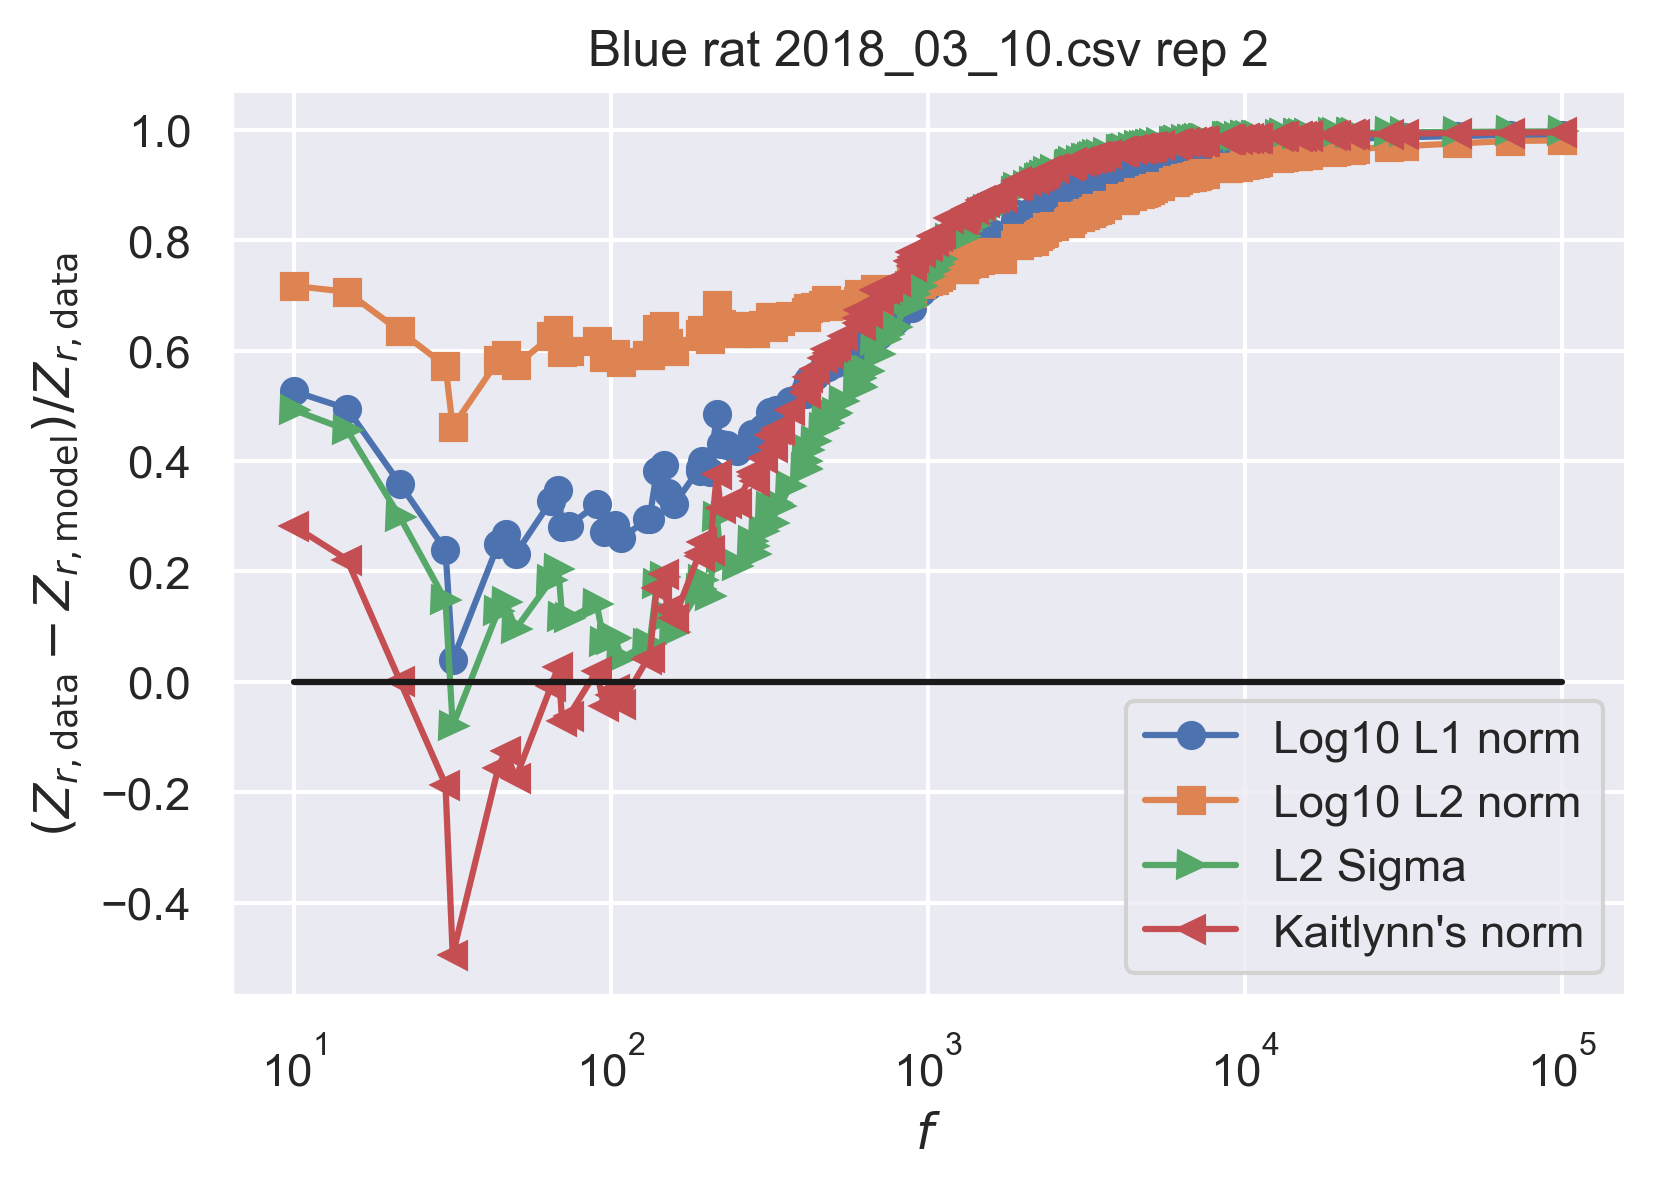 Blue rat 2018_03_10.csv rep 2
(Z_{r, data} − Z_{r, model})/Z_{r, data}
1.0
0.8
0.6
0.4
0.2
0.0
−0.2
−0.4
Log10 L1 norm
Log10 L2 norm
L2 Sigma
Kaitlynn's norm
10^1 10^2 10^3 10^4 10^5
f